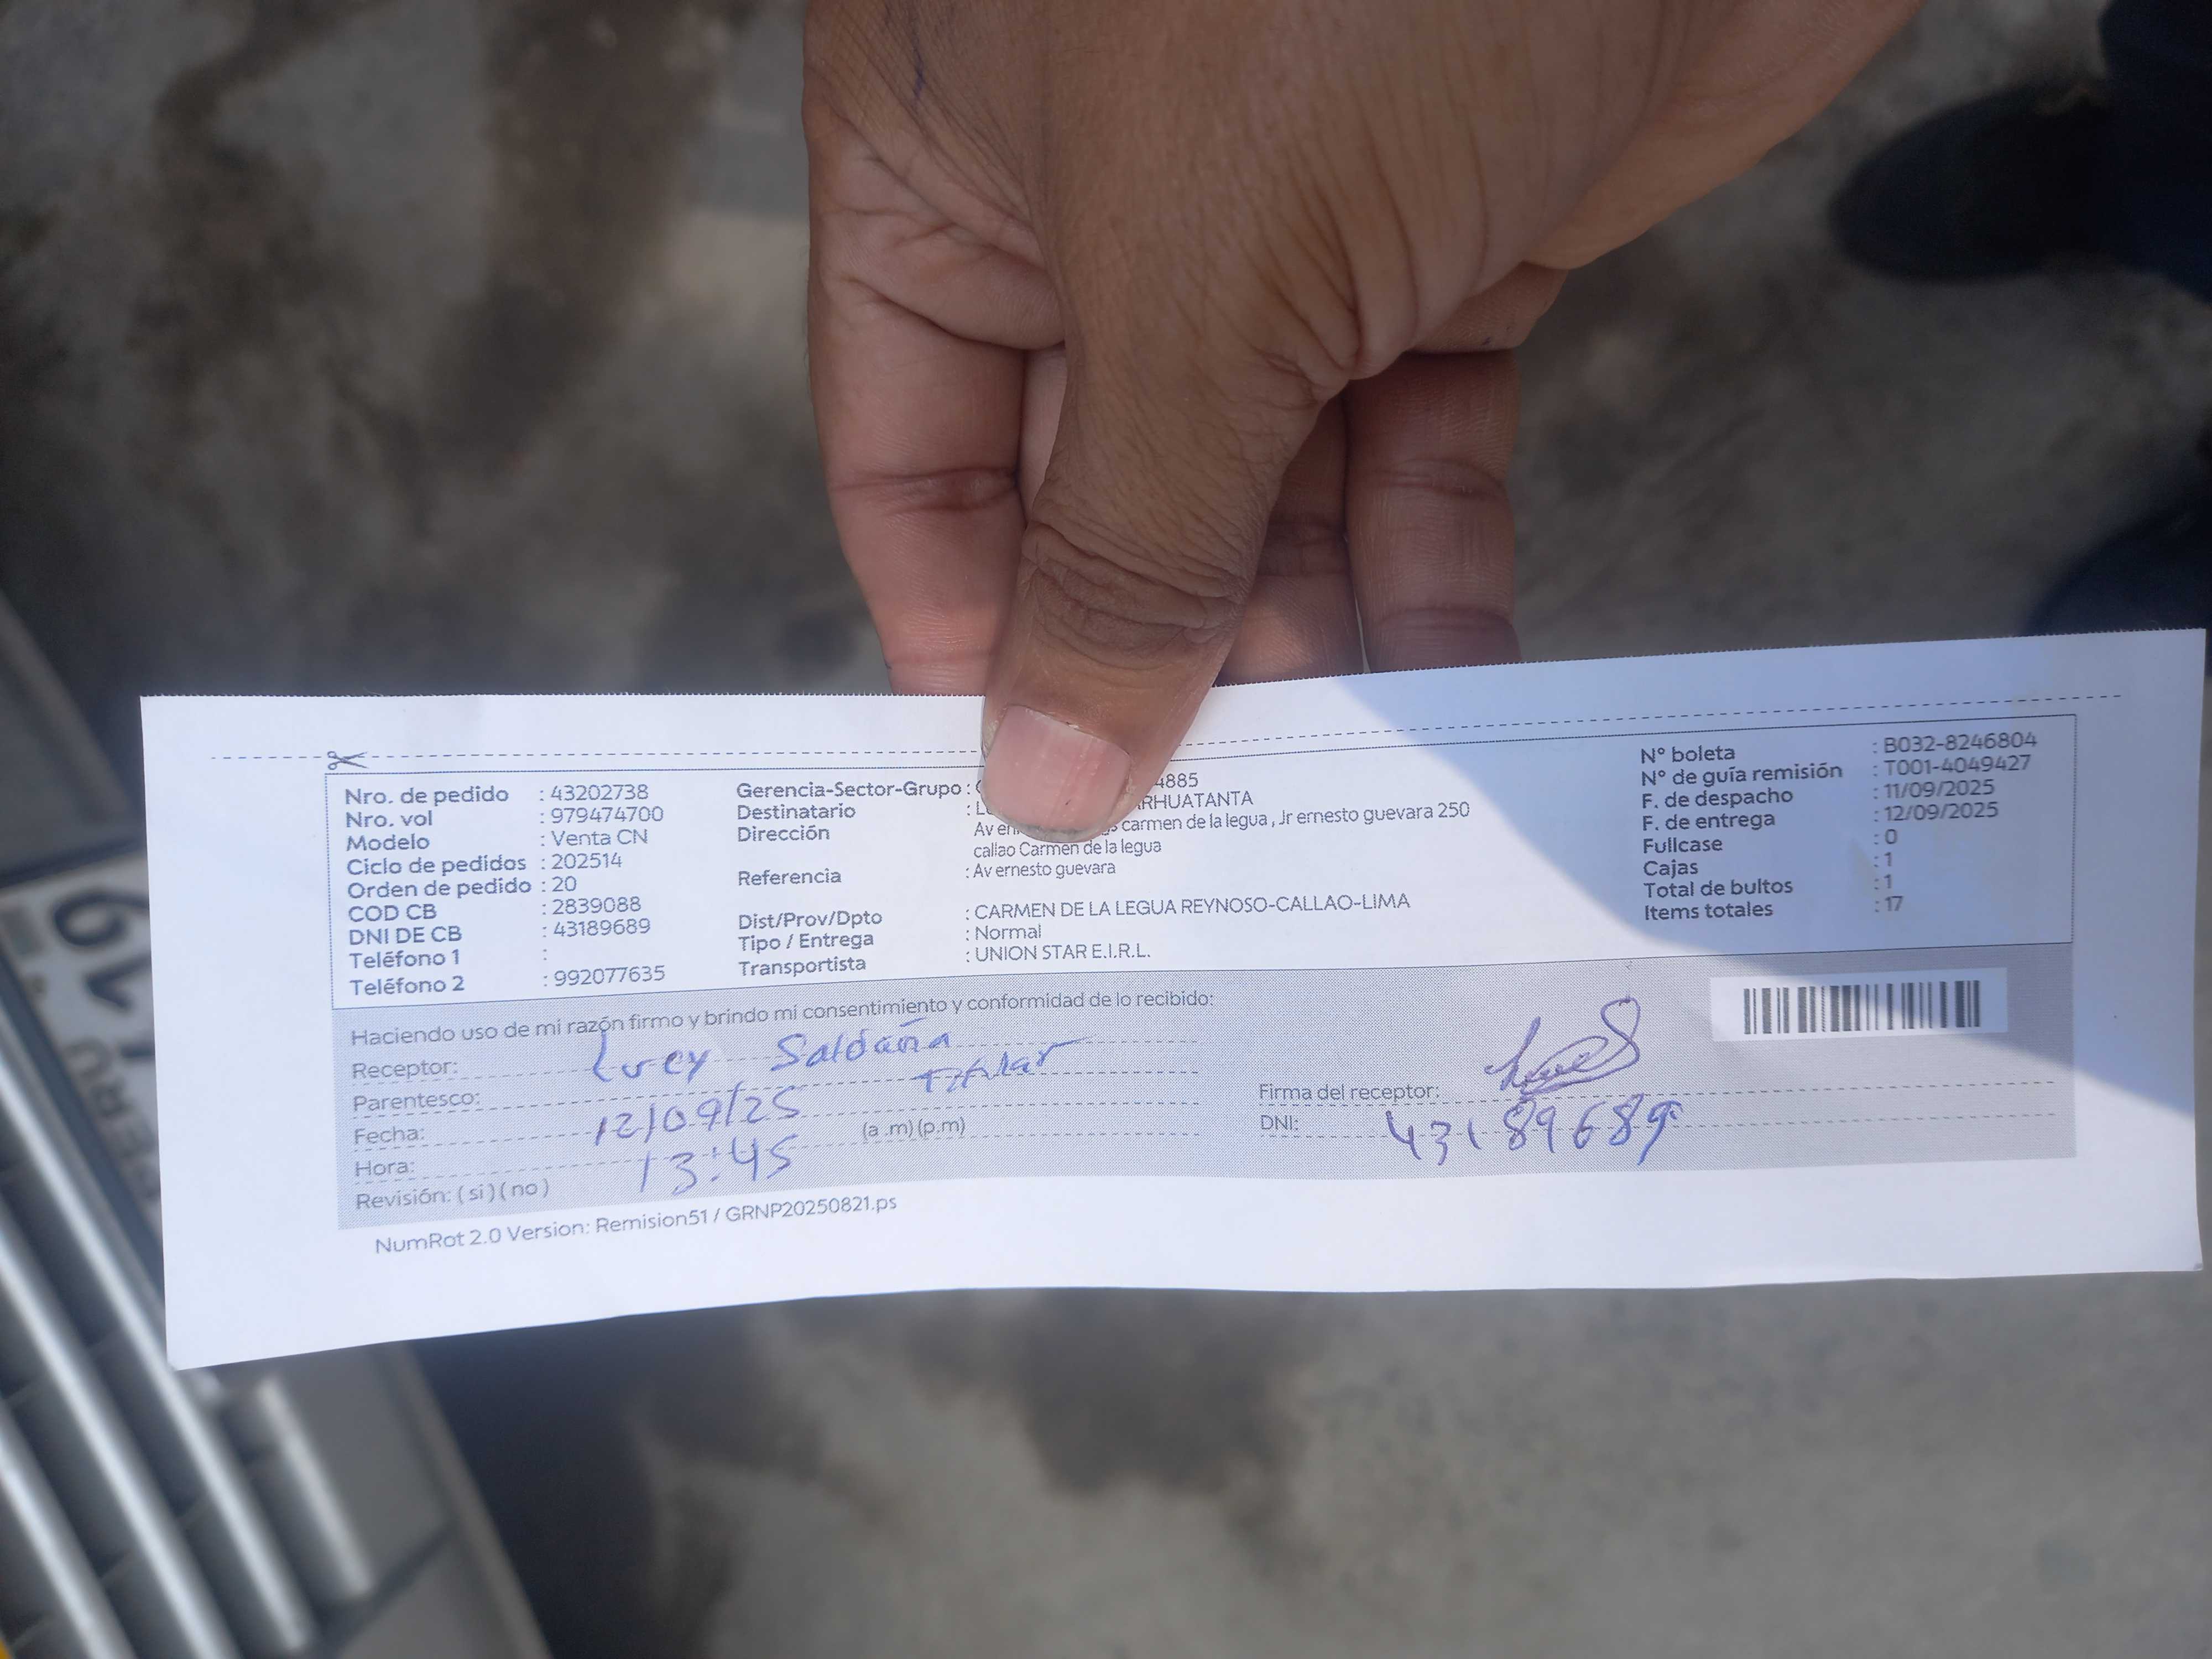 Nro. de pedido : 43202738
Nro. vol : 979474700
Modelo : Venta CN
Ciclo de pedidos : 202514
Orden de pedido : 20
COD CB : 2839088
DNI DE CB : 43189689
Teléfono 1 :
Teléfono 2 : 992077635
Gerencia-Sector-Grupo : 4885
Destinatario :
Dirección Av carmen de la legua , Jr ernesto guevara 250
callao Carmen de la legua
Referencia : Av ernesto guevara
Dist/Prov/Dpto : CARMEN DE LA LEGUA REYNOSO-CALLAO-LIMA
Tipo / Entrega : Normal
Transportista : UNION STAR E.I.R.L.
N° boleta : B032-8246804
N° de guía remisión : T001-4049427
F. de despacho : 11/09/2025
F. de entrega : 12/09/2025
Fullcase : 0
Cajas : 1
Total de bultos : 1
Items totales : 17
Haciendo uso de mi razón firmo y brindo mi consentimiento y conformidad de lo recibido:
Receptor: Lucy Saldaña
Parentesco: Titular
Fecha: 12/09/25
Hora: 13:45 (a .m) (p.m)
Revisión: ( si ) ( no )
Firma del receptor:
DNI: 43189689
NumRot 2.0 Version: Remision51 / GRNP20250821.ps